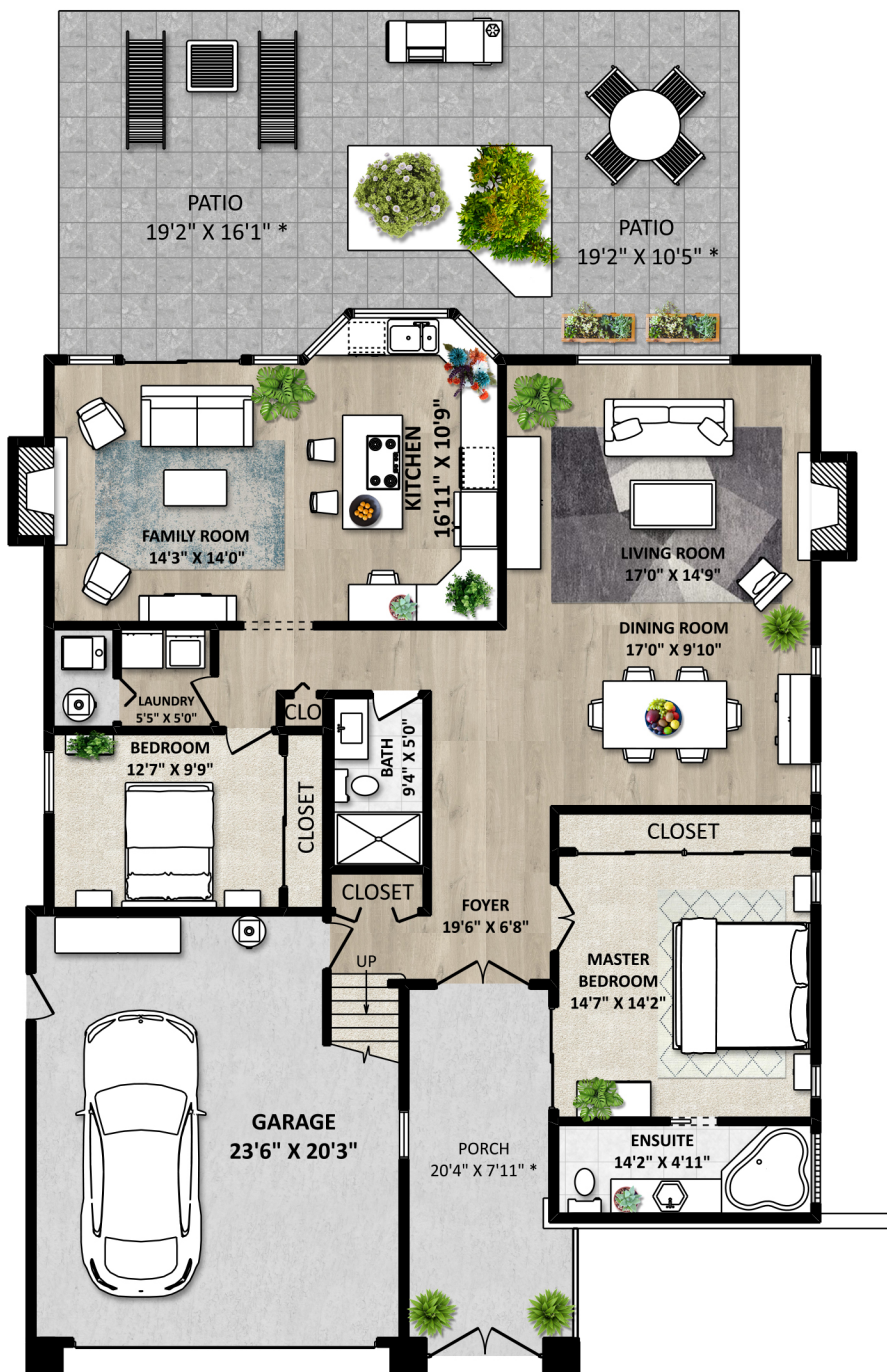 PATIO
19'2" X 16'1" *
PATIO
19'2" X 10'5" *
KITCHEN
16'11" X 10'9"
FAMILY ROOM
14'3" X 14'0"
LIVING ROOM
17'0" X 14'9"
DINING ROOM
17'0" X 9'10"
LAUNDRY
5'5" X 5'0"
CLO
BEDROOM
12'7" X 9'9"
CLOSET
BATH
9'4" X 5'0"
CLOSET
CLOSET
FOYER
19'6" X 6'8"
UP
MASTER
BEDROOM
14'7" X 14'2"
GARAGE
23'6" X 20'3"
PORCH
20'4" X 7'11" *
ENSUITE
14'2" X 4'11"